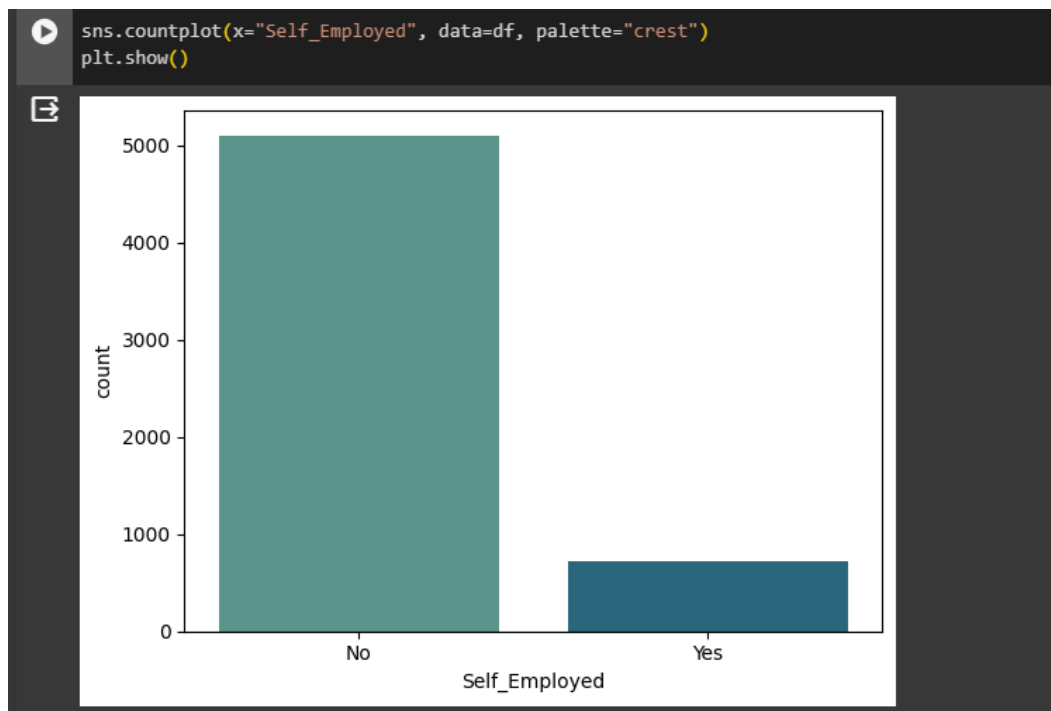 sns.countplot(x="Self_Employed", data=df, palette="crest")
plt.show()
5000
4000
3000
2000
1000
0
count
No Yes
Self_Employed